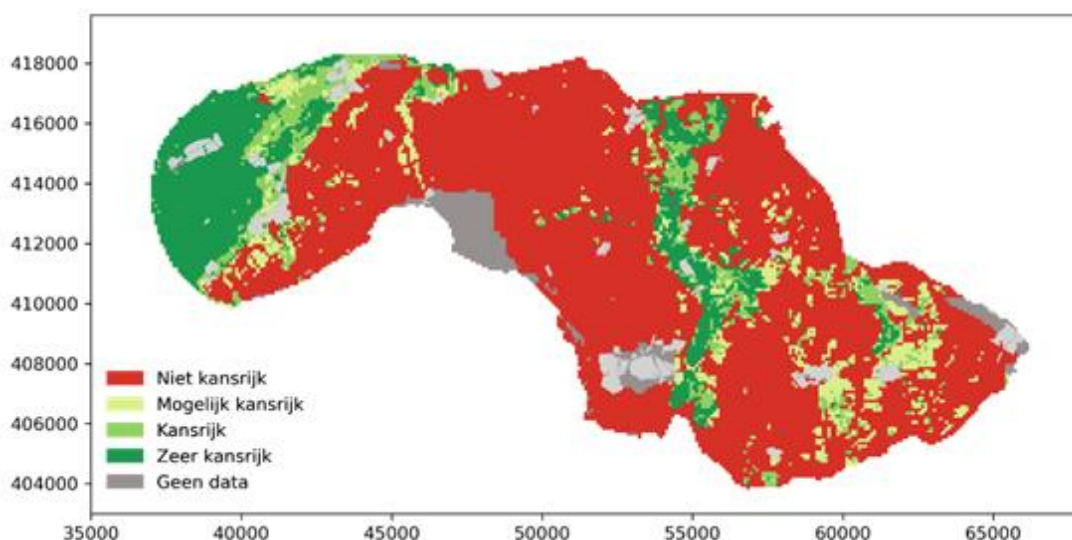 418000
416000
414000
412000
410000
408000
406000
404000
Niet kansrijk
Mogelijk kansrijk
Kansrijk
Zeer kansrijk
Geen data
35000 40000 45000 50000 55000 60000 65000